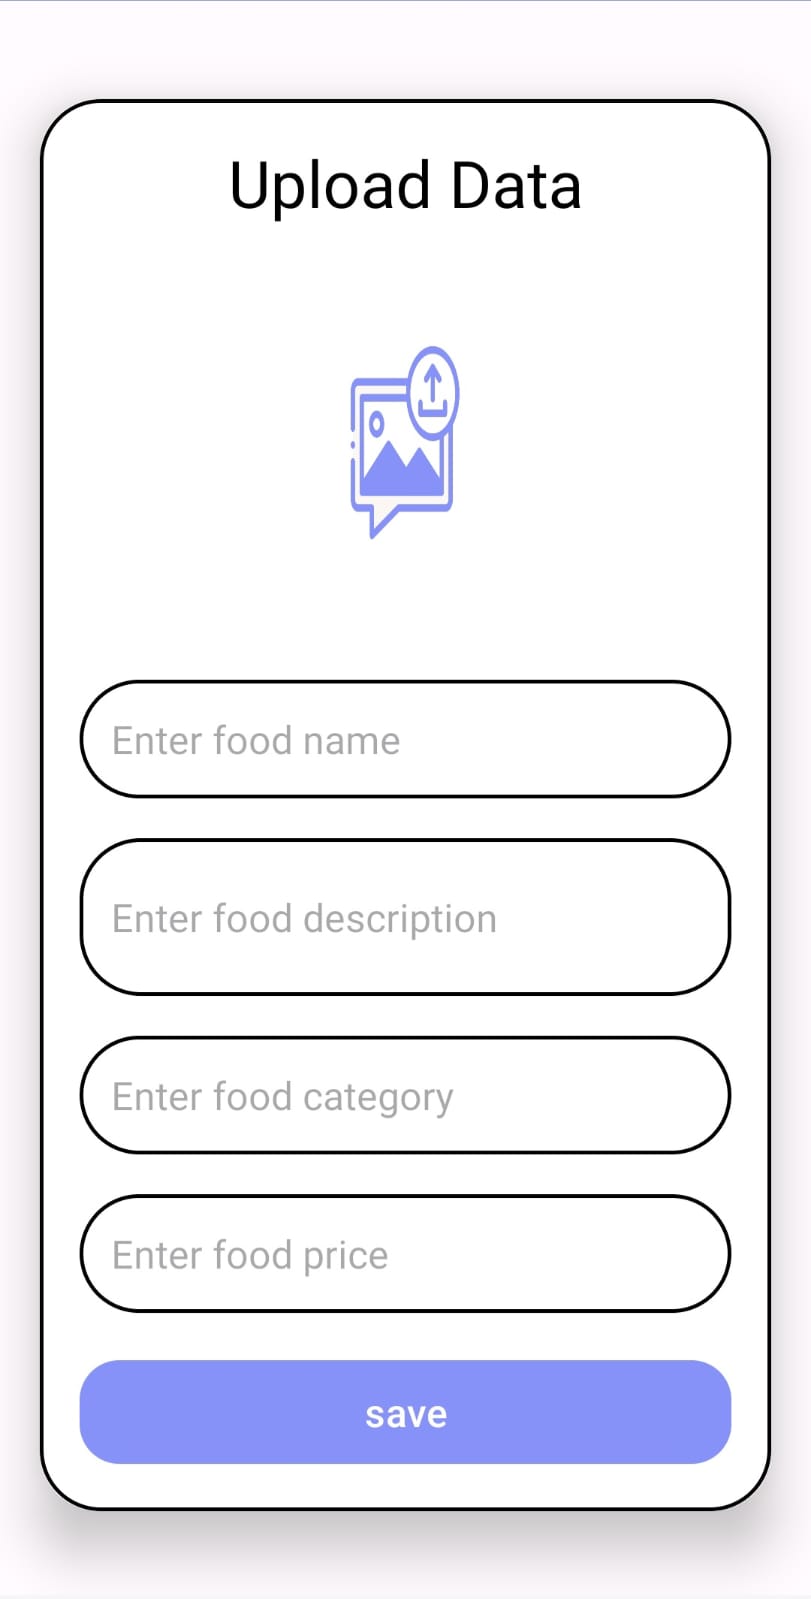 Upload Data
Enter food name
Enter food description
Enter food category
Enter food price
save